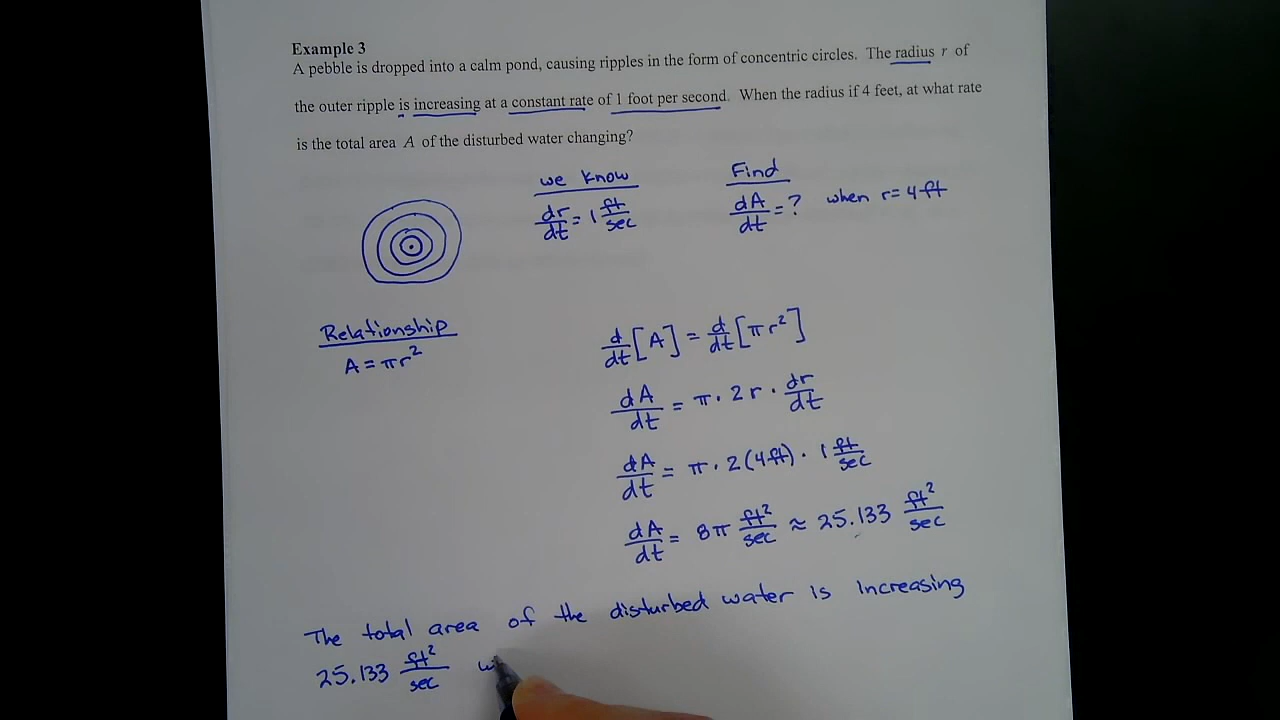 Example 3
A pebble is dropped into a calm pond, causing ripples in the form of concentric circles. The radius r of
the outer ripple is increasing at a constant rate of 1 foot per second. When the radius if 4 feet, at what rate
is the total area A of the disturbed water changing?
we know
dr/dt = 1 ft/sec
Find
dA/dt = ? when r = 4 ft
Relationship
A = πr²
d/dt[A] = d/dt[πr²]
dA/dt = π · 2r · dr/dt
dA/dt = π · 2(4ft) · 1 ft/sec
dA/dt = 8π ft²/sec ≈ 25.133 ft²/sec
The total area of the disturbed water is increasing
25.133 ft²/sec